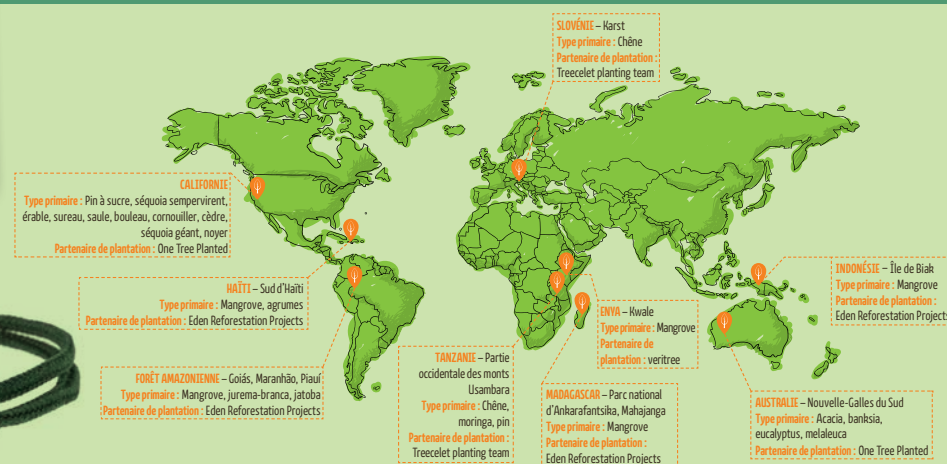 SLOVÉNIE – Karst
Type primaire : Chêne
Partenaire de plantation :
Treecelet planting team
CALIFORNIE
Type primaire : Pin à sucre, séquoia sempervirent,
érable, sureau, saule, bouleau, cornouiller, cèdre,
séquoia géant, noyer
Partenaire de plantation : One Tree Planted
HAÏTI – Sud d'Haïti
Type primaire : Mangrove, agrumes
Partenaire de plantation : Eden Reforestation Projects
FORÊT AMAZONIENNE – Goiás, Maranhão, Piauí
Type primaire : Mangrove, jurema-branca, jatoba
Partenaire de plantation : Eden Reforestation Projects
TANZANIE – Partie
occidentale des monts
Usambara
Type primaire : Chêne,
moringa, pin
Partenaire de plantation :
Treecelet planting team
ENYA – Kwale
Type primaire : Mangrove
Partenaire de
plantation : veritree
MADAGASCAR – Parc national
d'Ankarafantsika, Mahajanga
Type primaire : Mangrove
Partenaire de plantation :
Eden Reforestation Projects
INDONÉSIE – Île de Biak
Type primaire : Mangrove
Partenaire de plantation :
Eden Reforestation Projects
AUSTRALIE – Nouvelle-Galles du Sud
Type primaire : Acacia, banksia,
eucalyptus, melaleuca
Partenaire de plantation : One Tree Planted